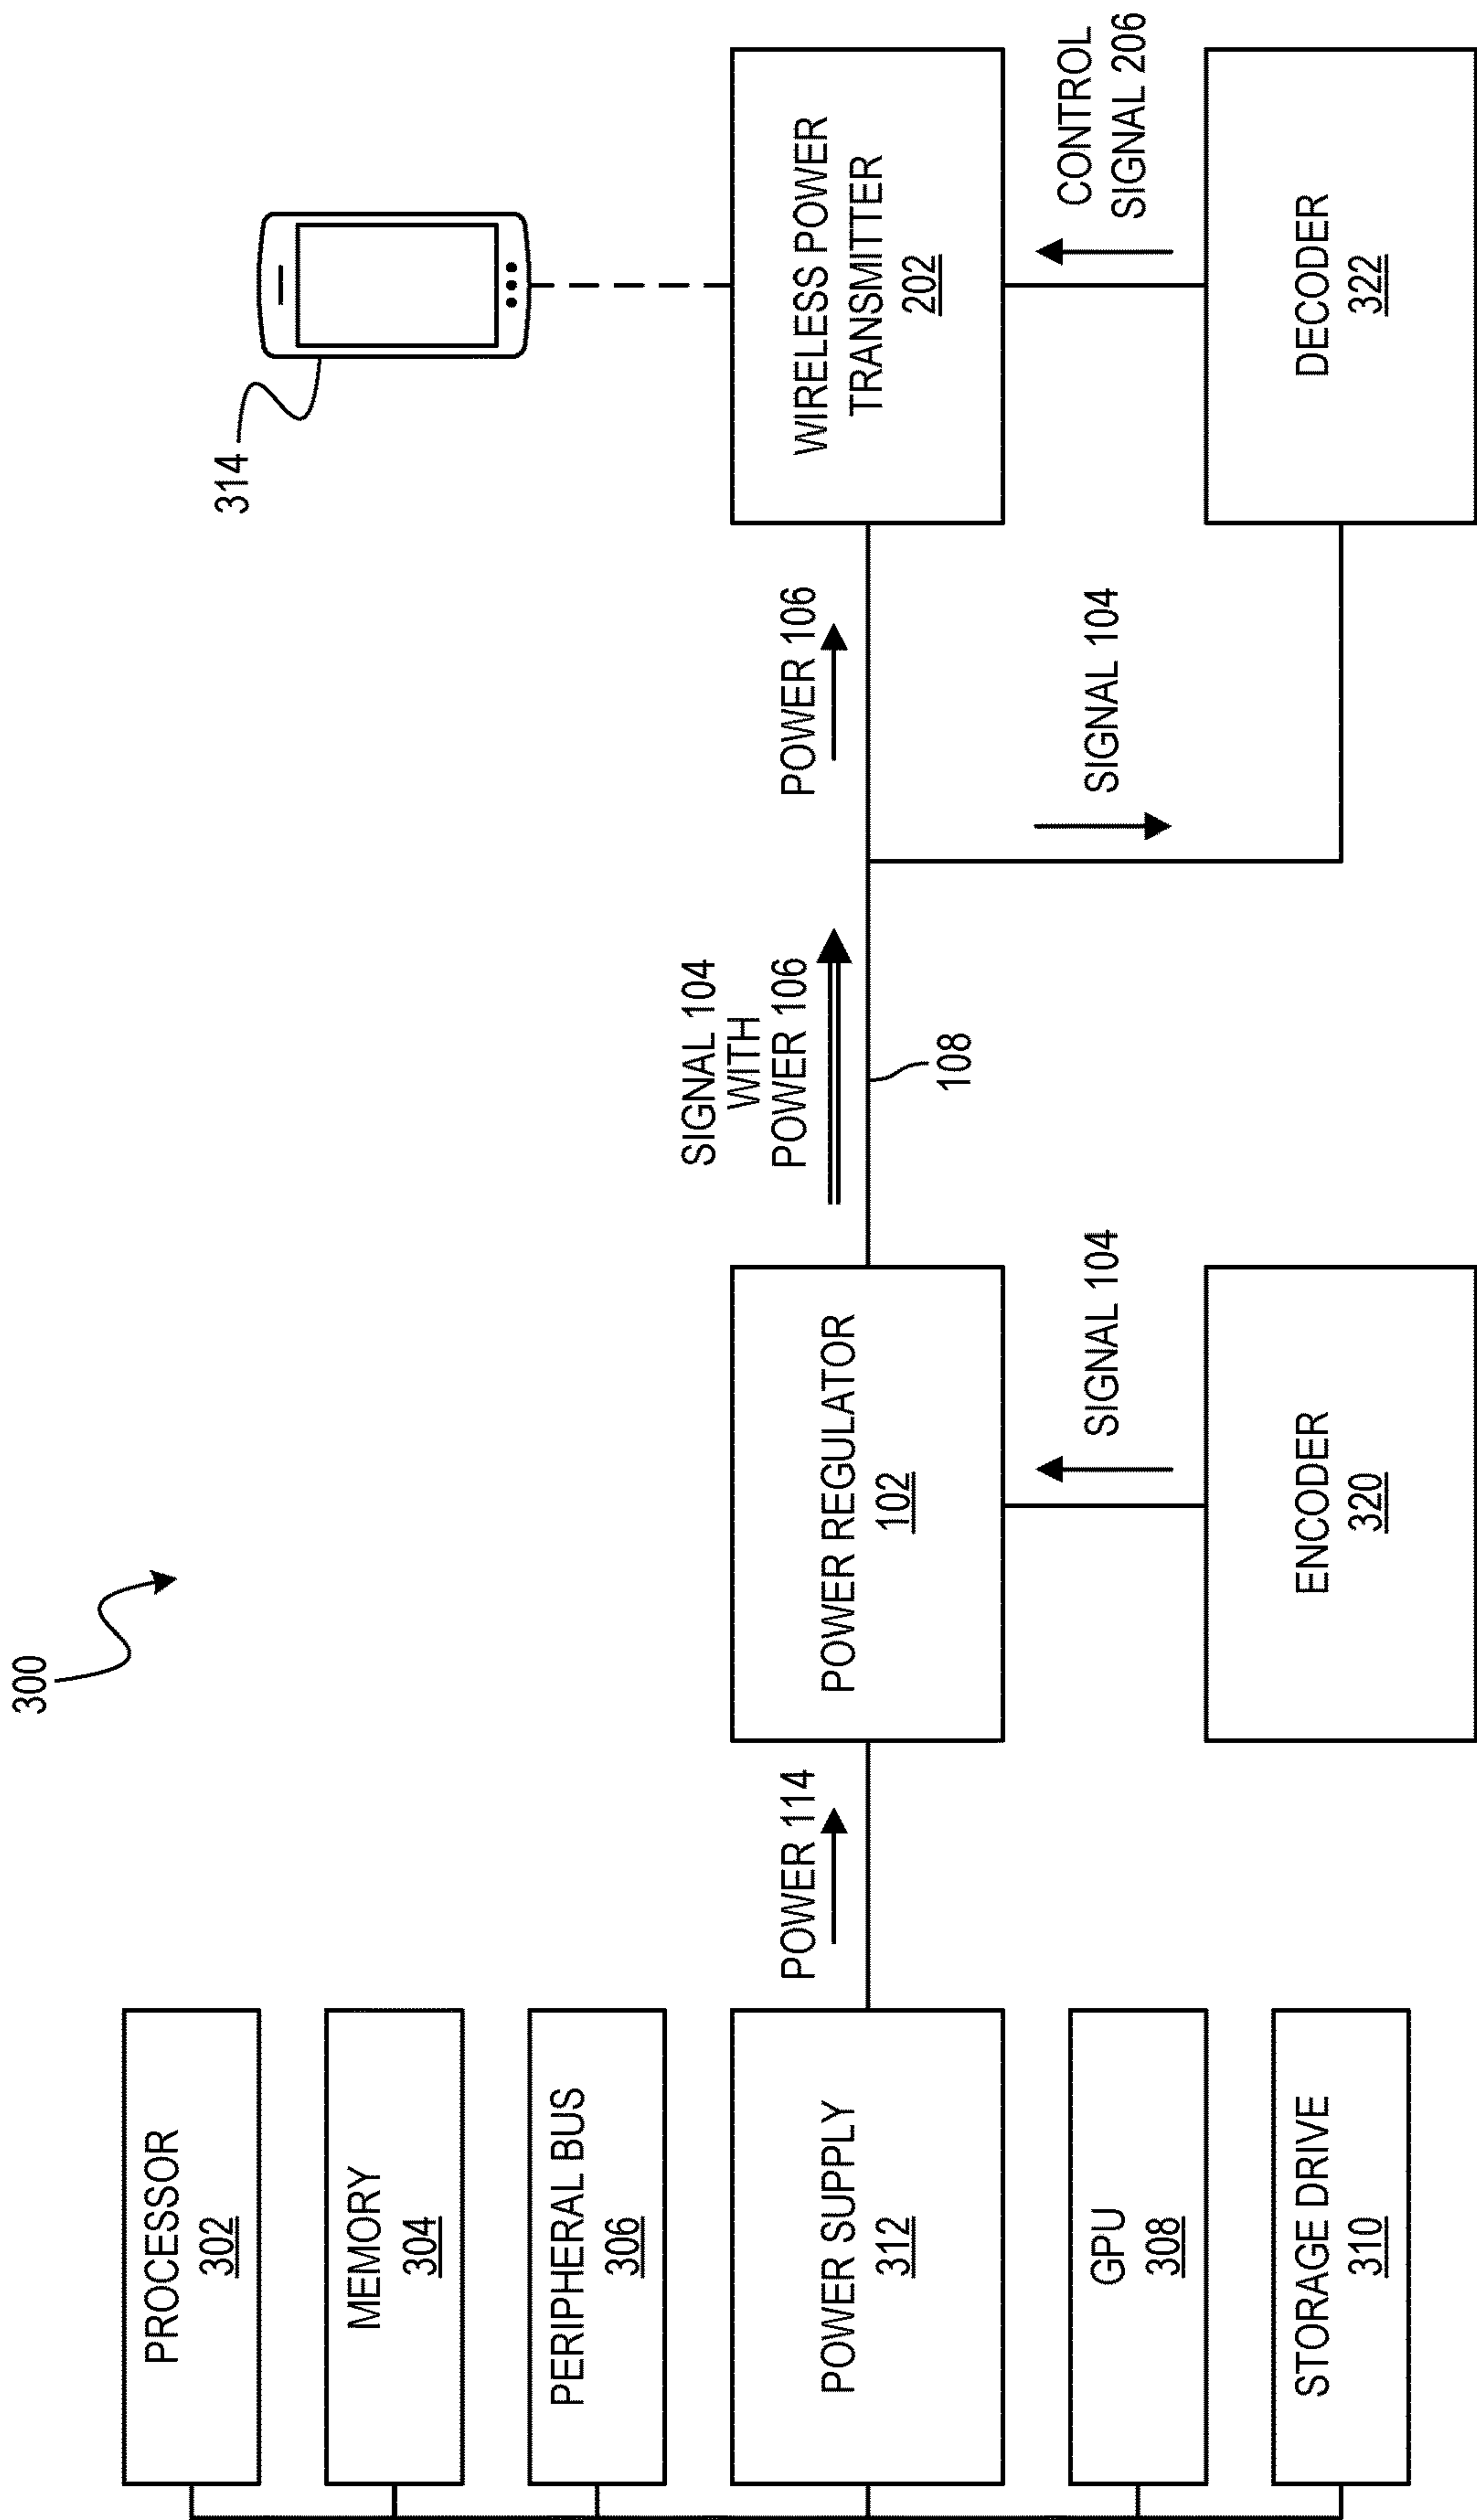 300
PROCESSOR
302
MEMORY
304
PERIPHERAL BUS
306
POWER SUPPLY
312
GPU
308
STORAGE DRIVE
310
POWER 114
POWER REGULATOR
102
SIGNAL 104
ENCODER
320
SIGNAL 104
WITH
POWER 106
108
POWER 106
SIGNAL 104
314
WIRELESS POWER
TRANSMITTER
202
CONTROL
SIGNAL 206
DECODER
322